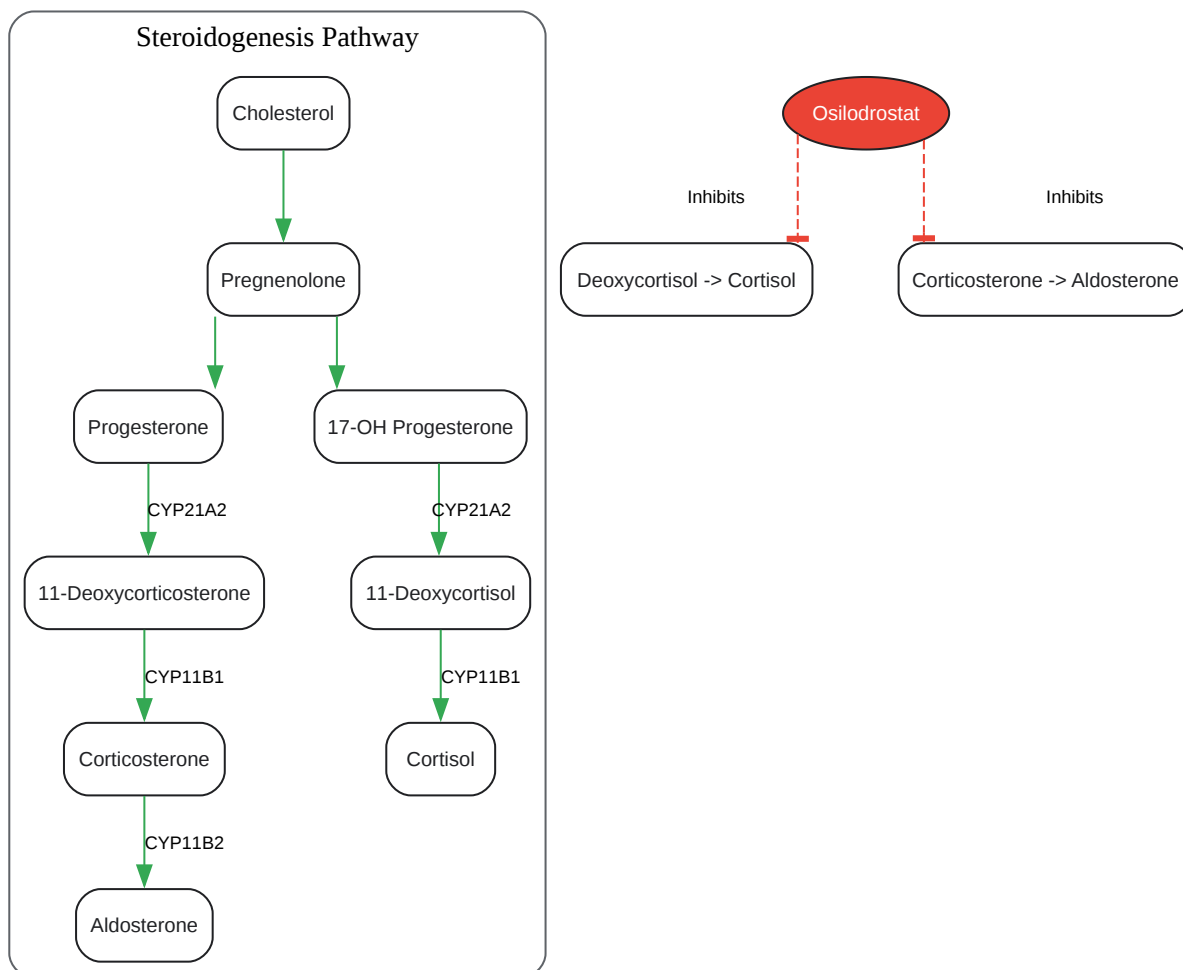 Steroidogenesis Pathway
Cholesterol
Pregnenolone
Progesterone
17-OH Progesterone
CYP21A2
CYP21A2
11-Deoxycorticosterone
11-Deoxycortisol
CYP11B1
CYP11B1
Corticosterone
Cortisol
CYP11B2
Aldosterone
Osilodrostat
Inhibits
Inhibits
Deoxycortisol -> Cortisol
Corticosterone -> Aldosterone